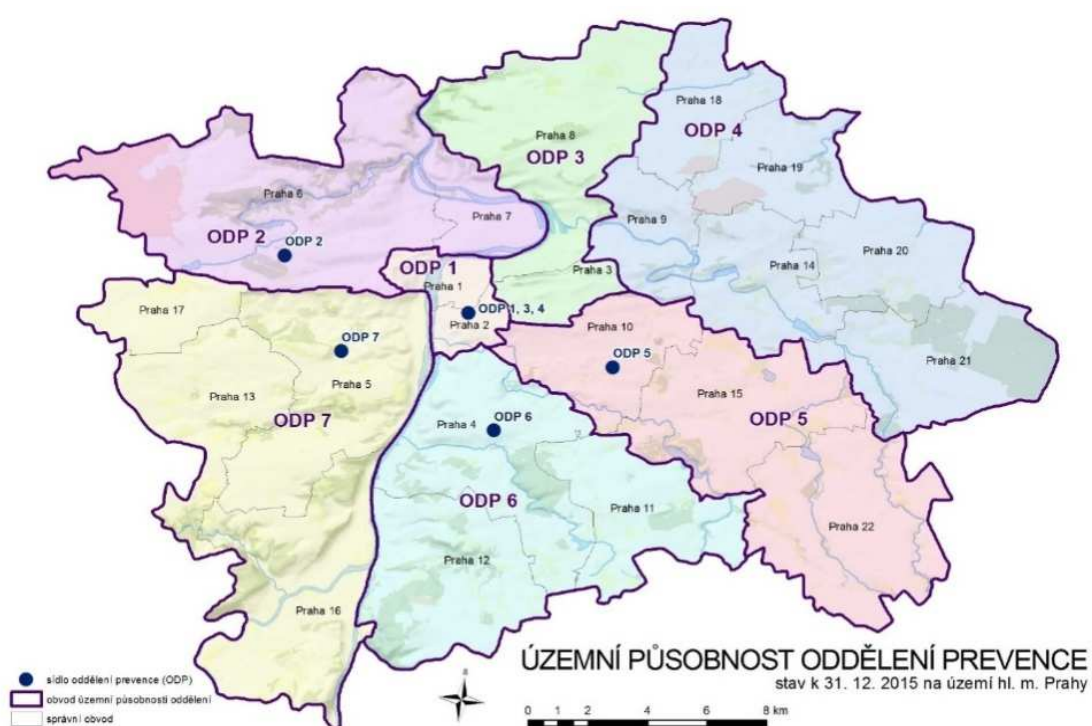 Praha 18
ODP 4
Praha 8
ODP 3
Praha 19
Praha 6
Praha 7
Praha 9
ODP 2
ODP 2
Praha 20
ODP 1
Praha 14
Praha 3
Praha 1
Praha 17
ODP 1, 3, 4
Praha 2
Praha 10
ODP 7
ODP 5
Praha 21
Praha 5
Praha 13
Praha 15
ODP 7
ODP 5
Praha 4
ODP 6
ODP 6
Praha 11
Praha 22
Praha 12
Praha 16
ÚZEMNÍ PŮSOBNOST ODDĚLENÍ PREVENCE
stav k 31. 12. 2015 na území hl. m. Prahy
sídlo oddělení prevence (ODP)
obvod územní působnosti oddělení
správní obvod
0 1 2 4 6 8 km